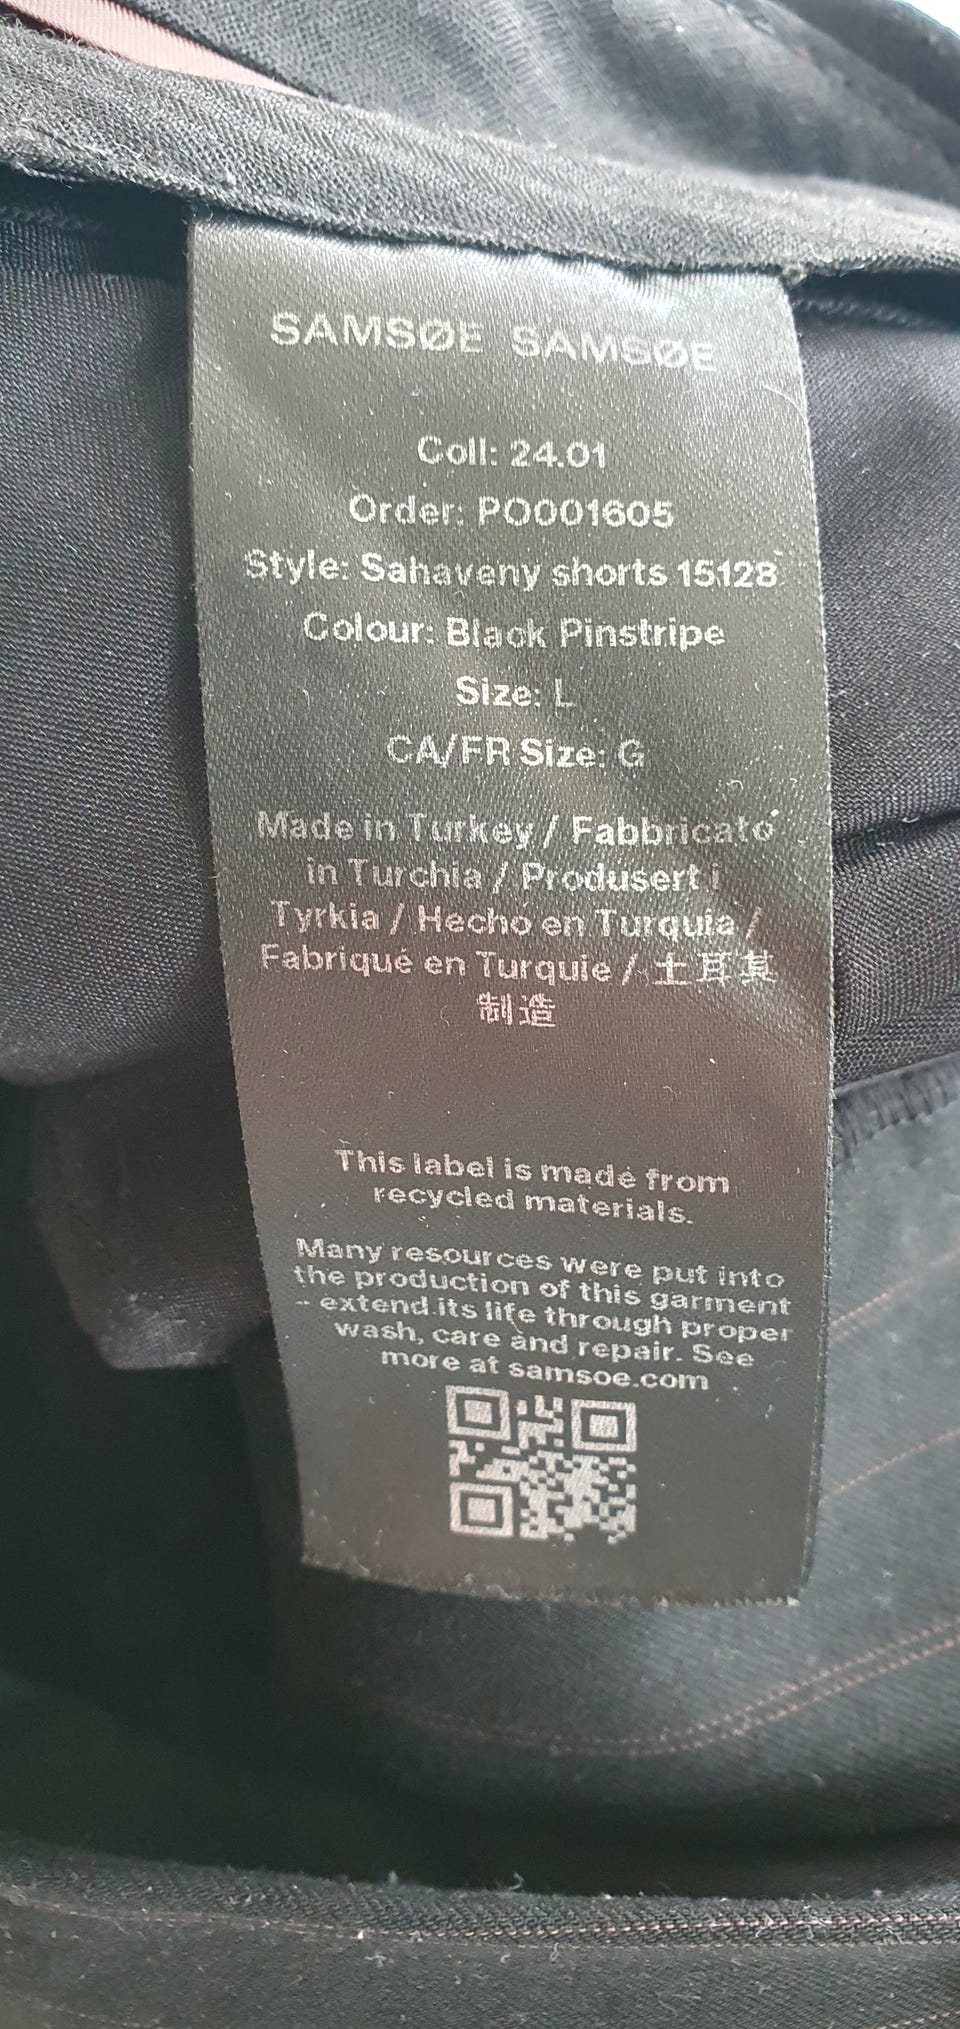 SAMSØE SAMSØE
Coll: 24.01
Order: PO001605
Style: Sahaveny shorts 15128
Colour: Black Pinstripe
Size: L
CA/FR Size: G
Made in Turkey / Fabbricato
in Turchia / Produsert i
Tyrkia / Hecho en Turquia /
Fabriqué en Turquie / 土耳其
制造
This label is made from
recycled materials.
Many resources were put into
the production of this garment
- extend its life through proper
wash, care and repair. See
more at samsoe.com